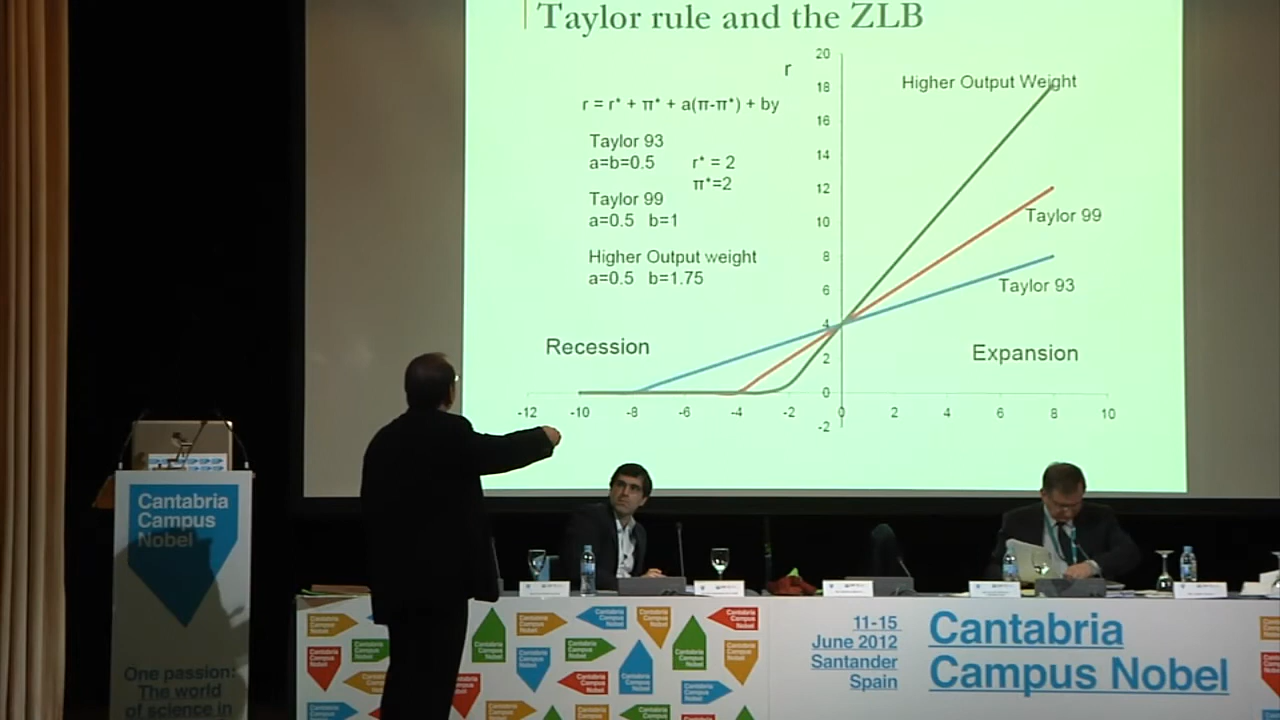 Taylor rule and the ZLB
r
r = r* + π* + a(π-π*) + by
Taylor 93
a=b=0.5
r* = 2
π*=2
Taylor 99
a=0.5 b=1
Higher Output weight
a=0.5 b=1.75
Higher Output Weight
Taylor 99
Taylor 93
Recession
Expansion
20
18
16
14
12
10
8
6
4
2
0
-2
-12
-10
-8
-6
-4
-2
0
2
4
6
8
10
Cantabria
Campus
Nobel
One passion:
The world
of science in
11-15
June 2012
Santander
Spain
Cantabria
Campus Nobel